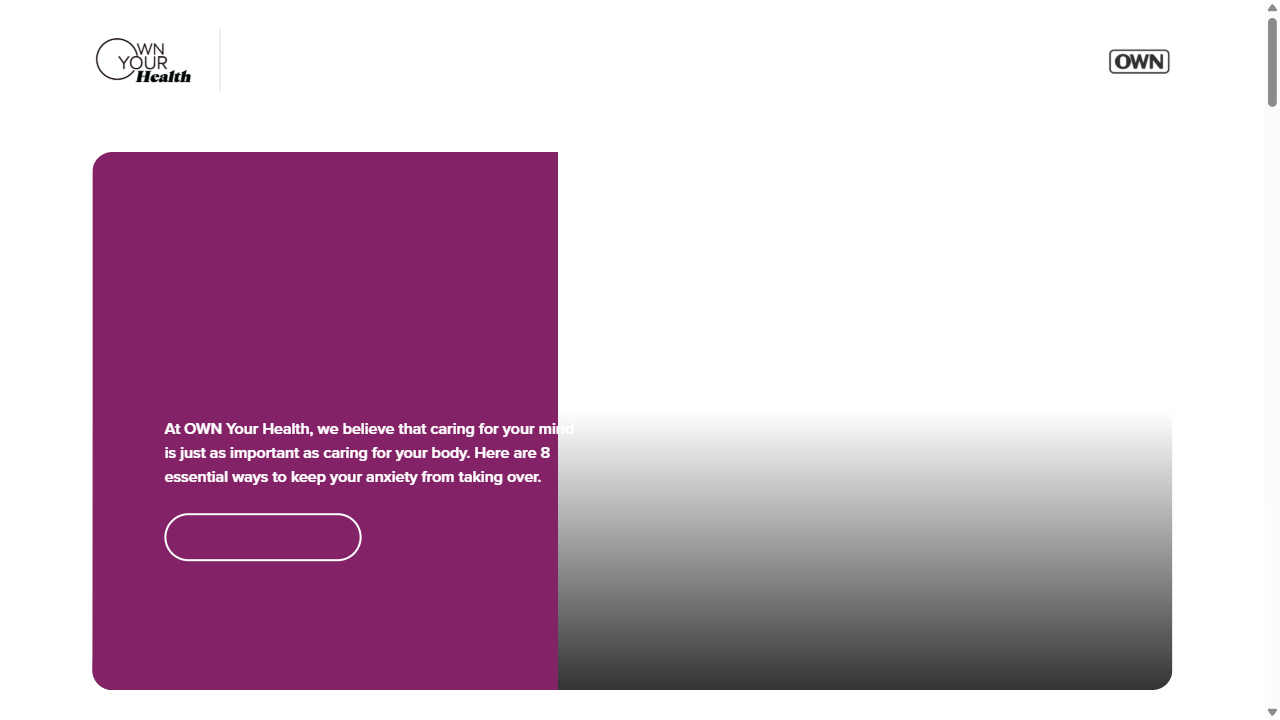 OWN
YOUR
Health
OWN
At OWN Your Health, we believe that caring for your mind
is just as important as caring for your body. Here are 8
essential ways to keep your anxiety from taking over.